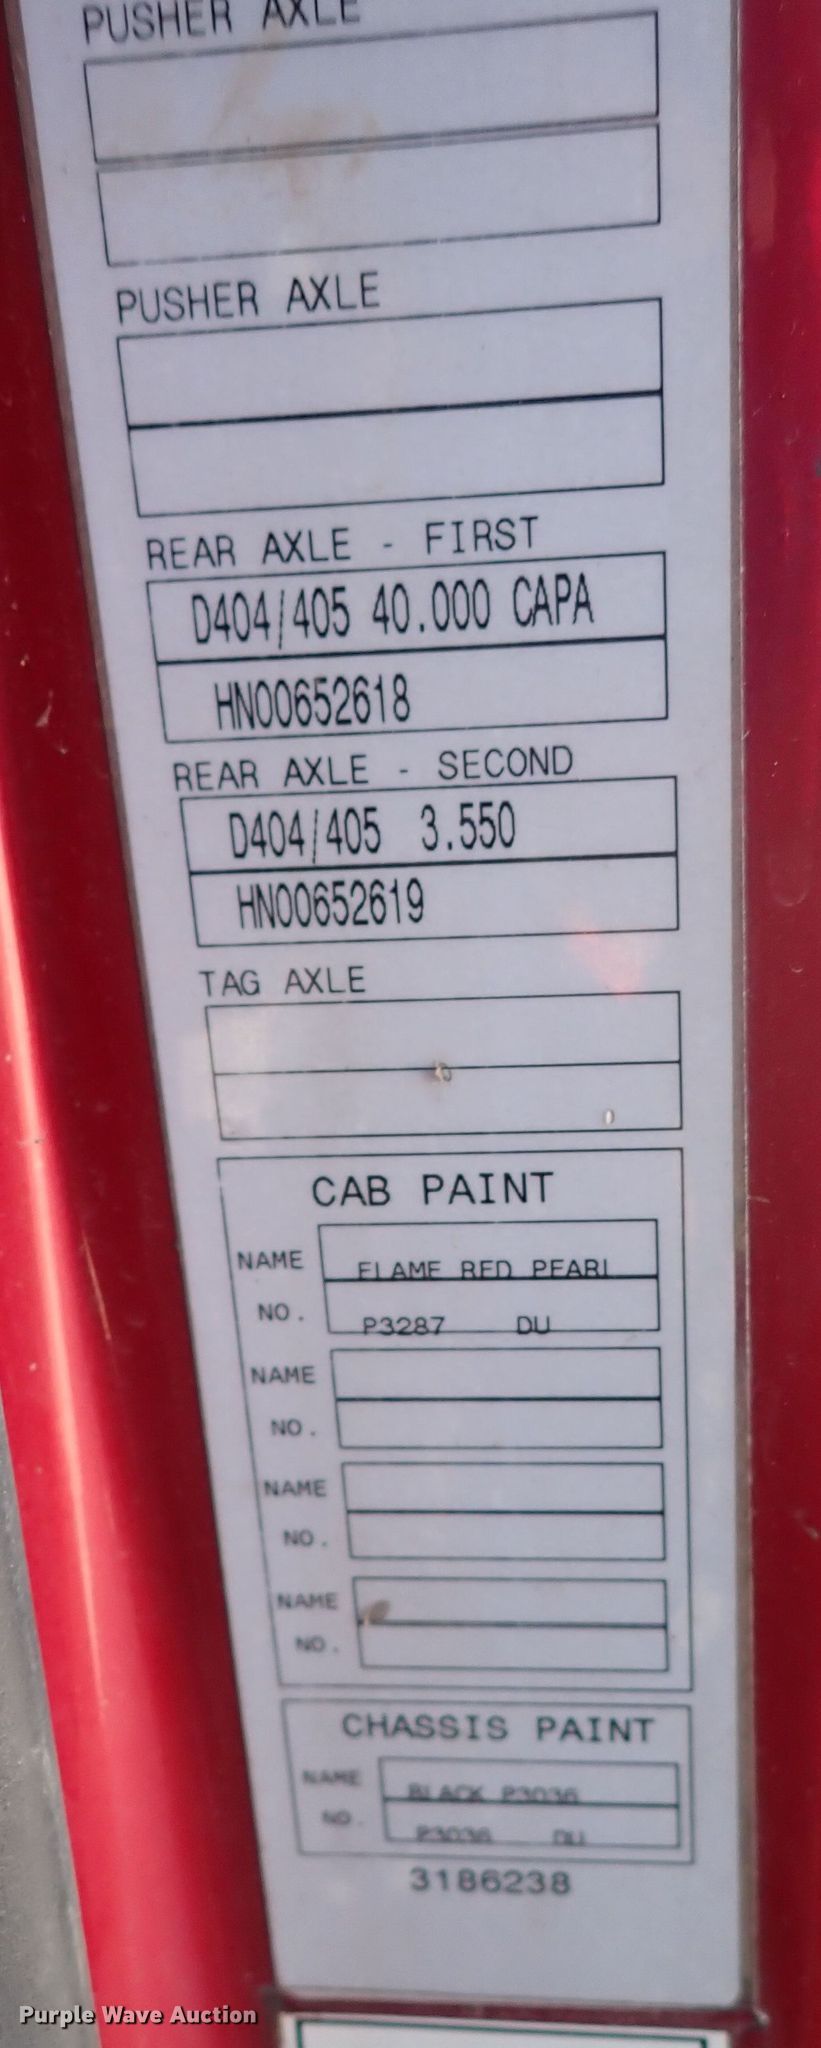 PUSHER AXLE
PUSHER AXLE
REAR AXLE - FIRST
D404/405 40.000 CAPA
HN00652618
REAR AXLE - SECOND
D404/405 3.550
HN00652619
TAG AXLE
CAB PAINT
NAME FLAME RED PEARL
NO. P3287 DU
NAME
NO.
NAME
NO.
NAME
NO.
CHASSIS PAINT
NAME BLACK P3036
NO. P3036 DU
3186238
Purple Wave Auction